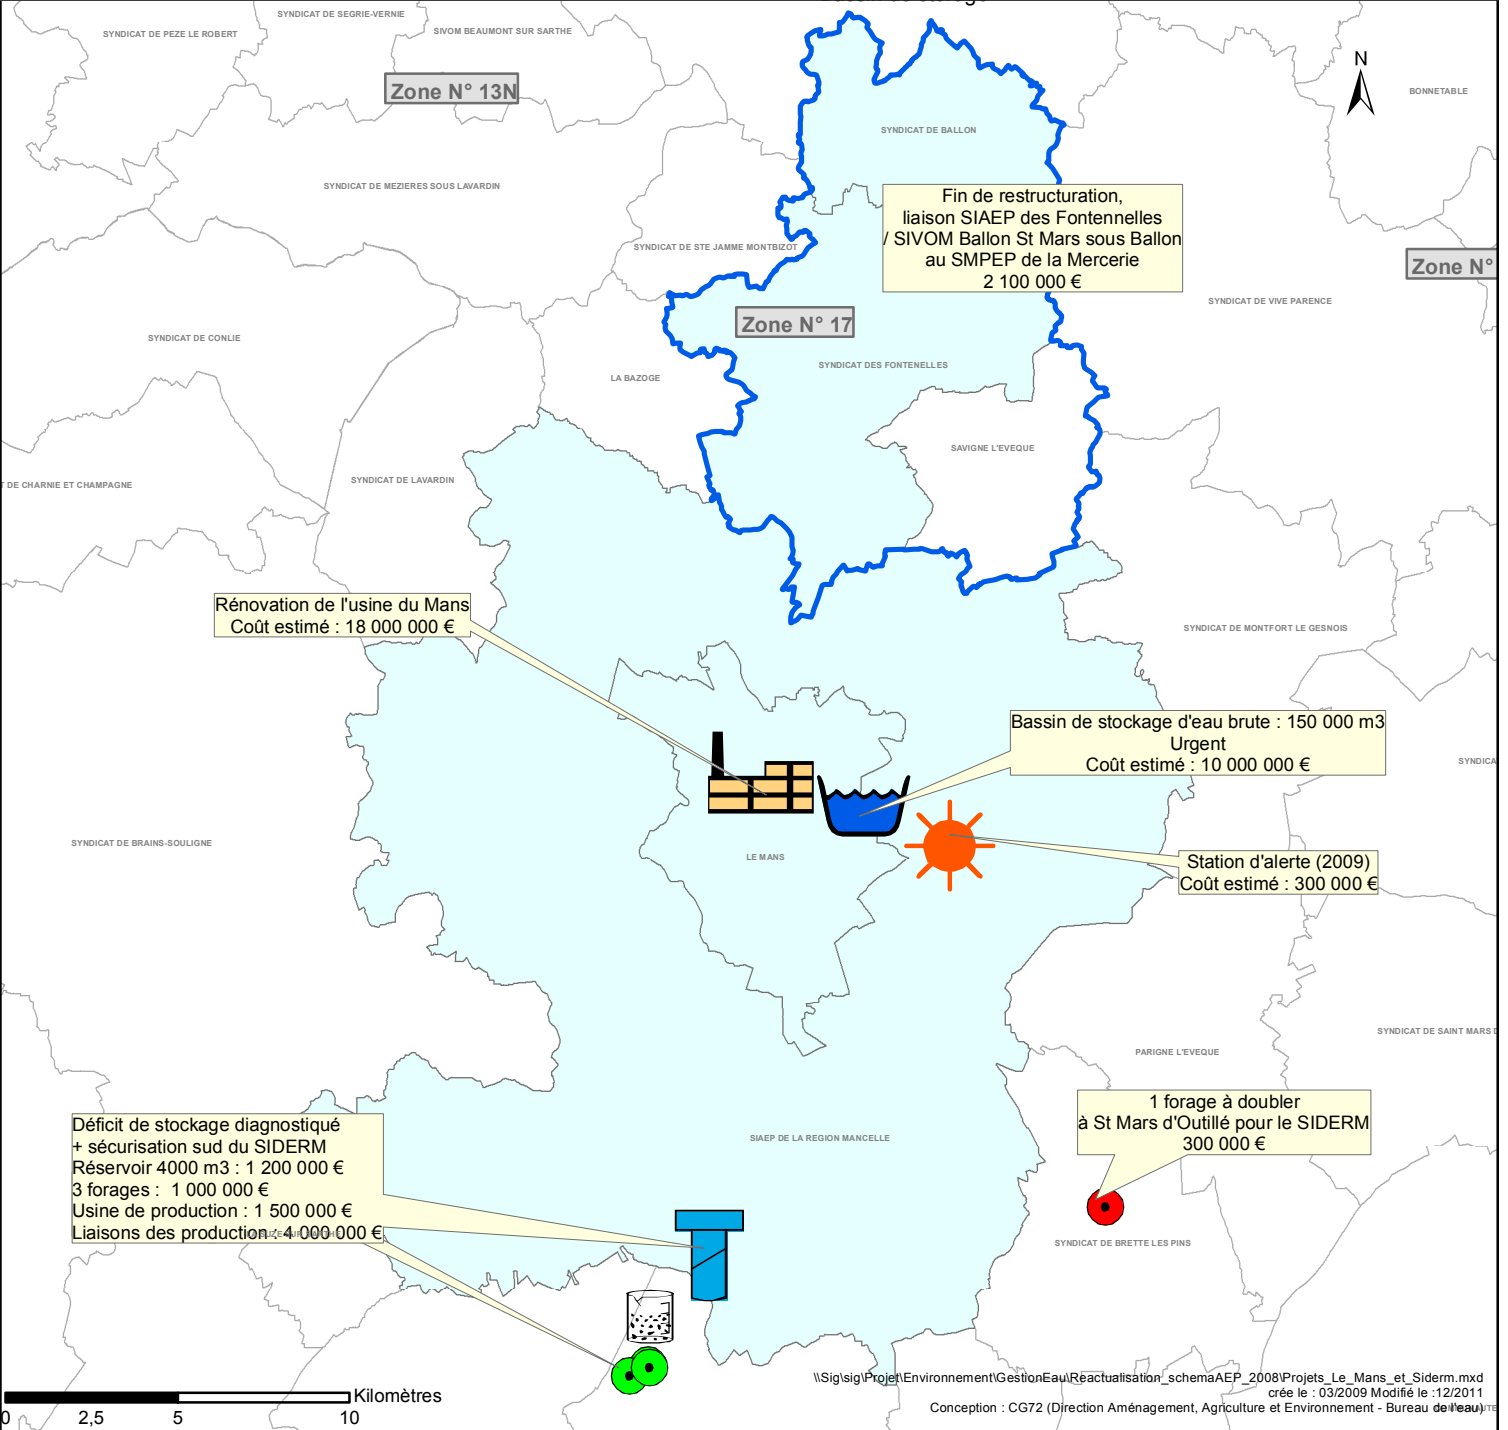 SYNDICAT DE SEGRIE-VERNIE
SYNDICAT DE PEZE LE ROBERT
SIVOM BEAUMONT SUR SARTHE
N
Zone N° 13N
BONNETABLE
SYNDICAT DE BALLON
SYNDICAT DE MEZIERES SOUS LAVARDIN
Fin de restructuration,
liaison SIAEP des Fontennelles
/ SIVOM Ballon St Mars sous Ballon
au SMPEP de la Mercerie
2 100 000 €
SYNDICAT DE STE JAMME MONTBIZOT
Zone N°
SYNDICAT DE VIVE PARENCE
Zone N° 17
SYNDICAT DE CONLIE
SYNDICAT DES FONTENELLES
LA BAZOGE
SAVIGNE L'EVEQUE
SYNDICAT DE LAVARDIN
T DE CHARNIE ET CHAMPAGNE
Rénovation de l'usine du Mans
Coût estimé : 18 000 000 €
SYNDICAT DE MONTFORT LE GESNOIS
Bassin de stockage d'eau brute : 150 000 m3
Urgent
Coût estimé : 10 000 000 €
SYNDICA
SYNDICAT DE BRAINS-SOULIGNE
LE MANS
Station d'alerte (2009)
Coût estimé : 300 000 €
SYNDICAT DE SAINT MARS D
PARIGNE L'EVEQUE
1 forage à doubler
à St Mars d'Outillé pour le SIDERM
300 000 €
Déficit de stockage diagnostiqué
+ sécurisation sud du SIDERM
Réservoir 4000 m3 : 1 200 000 €
3 forages : 1 000 000 €
Usine de production : 1 500 000 €
Liaisons des production : 4 000 000 €
SIAEP DE LA REGION MANCELLE
SYNDICAT DE BRETTE LES PINS
Kilomètres
0 2,5 5 10
\\Sig\sig\Projet\Environnement\GestionEau\Reactualisation_schemaAEP_2008\Projets_Le_Mans_et_Siderm.mxd
crée le : 03/2009 Modifié le :12/2011
Conception : CG72 (Direction Aménagement, Agriculture et Environnement - Bureau de l'eau)